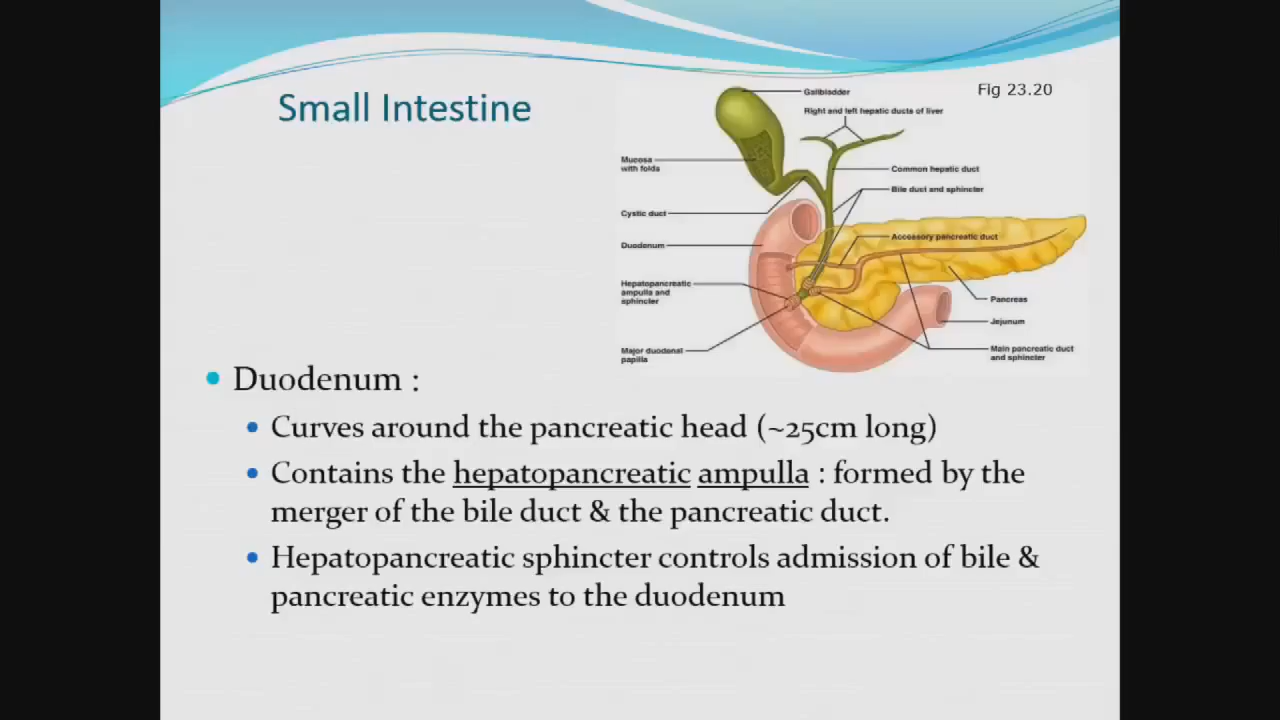 Small Intestine
Fig 23.20
Gallbladder
Right and left hepatic ducts of liver
Mucosa
with folds
Common hepatic duct
Bile duct and sphincter
Cystic duct
Accessory pancreatic duct
Duodenum
Hepatopancreatic
ampulla and
sphincter
Pancreas
Jejunum
Major duodenal
papilla
Main pancreatic duct
and sphincter
Duodenum :
Curves around the pancreatic head (~25cm long)
Contains the hepatopancreatic ampulla : formed by the
merger of the bile duct & the pancreatic duct.
Hepatopancreatic sphincter controls admission of bile &
pancreatic enzymes to the duodenum